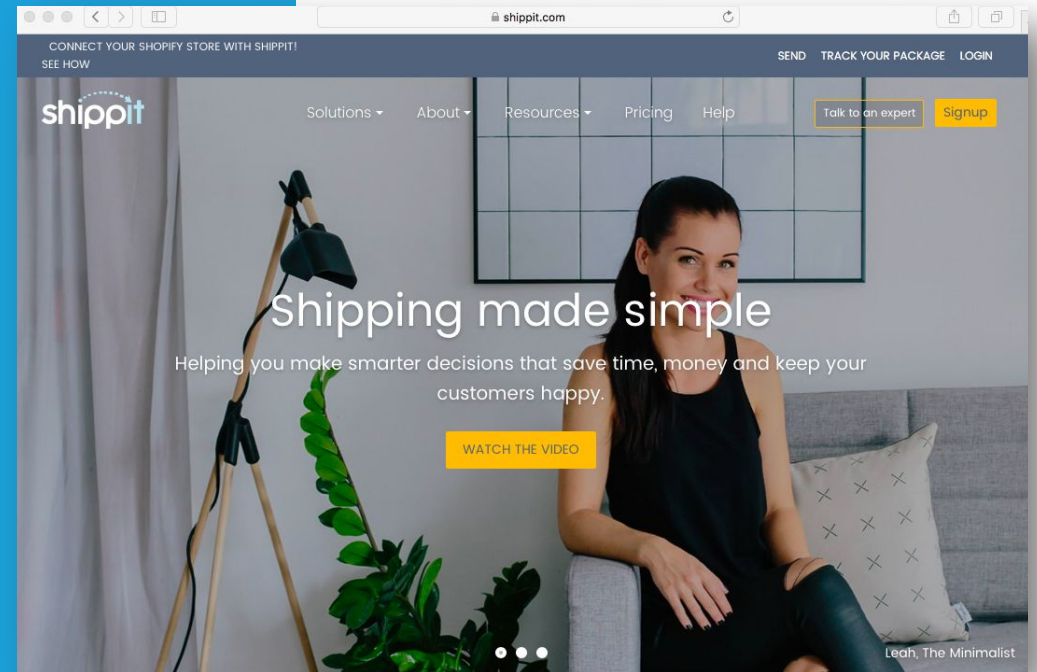 shippit.com
CONNECT YOUR SHOPIFY STORE WITH SHIPPIT!
SEE HOW
SEND TRACK YOUR PACKAGE LOGIN
shippit
Solutions About Resources Pricing Help
Talk to an expert
Signup
Shipping made simple
Helping you make smarter decisions that save time, money and keep your
customers happy.
WATCH THE VIDEO
Leah, The Minimalist